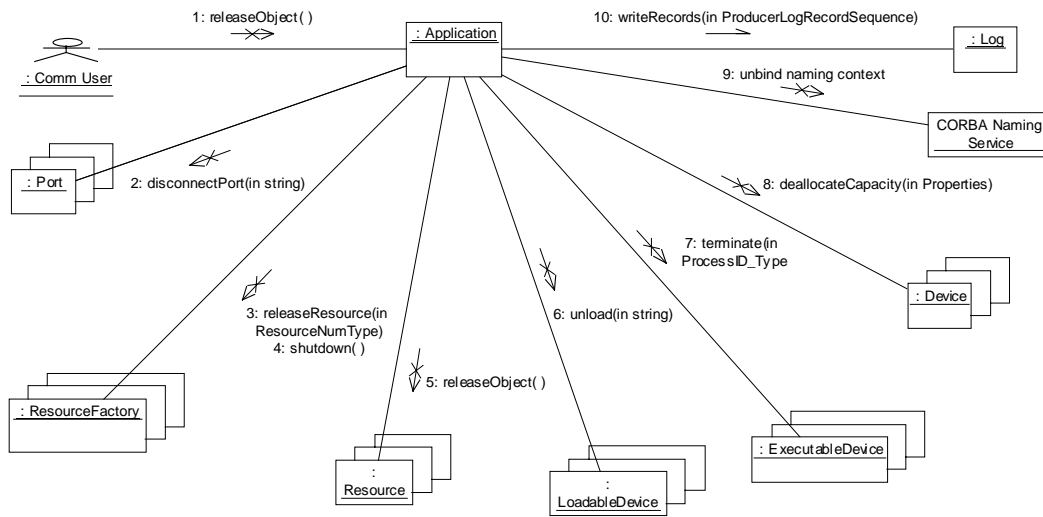 1: releaseObject( )
10: writeRecords(in ProducerLogRecordSequence)
: Application
: Log
: Comm User
9: unbind naming context
CORBA Naming
Service
: Port
2: disconnectPort(in string)
8: deallocateCapacity(in Properties)
7: terminate(in
ProcessID_Type
: Device
3: releaseResource(in
ResourceNumType)
4: shutdown( )
6: unload(in string)
5: releaseObject( )
: ResourceFactory
: ExecutableDevice
:
Resource
:
LoadableDevice